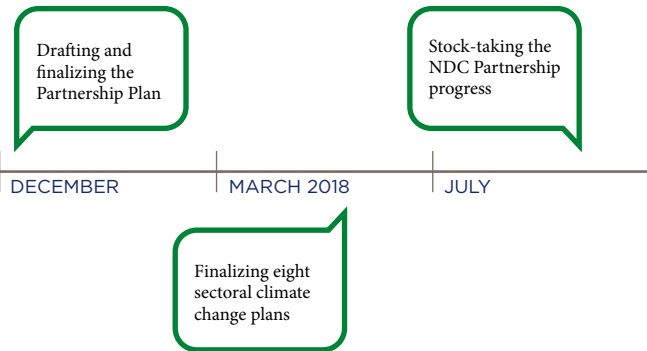 Drafting and
finalizing the
Partnership Plan
Stock-taking the
NDC Partnership
progress
DECEMBER
MARCH 2018
JULY
Finalizing eight
sectoral climate
change plans